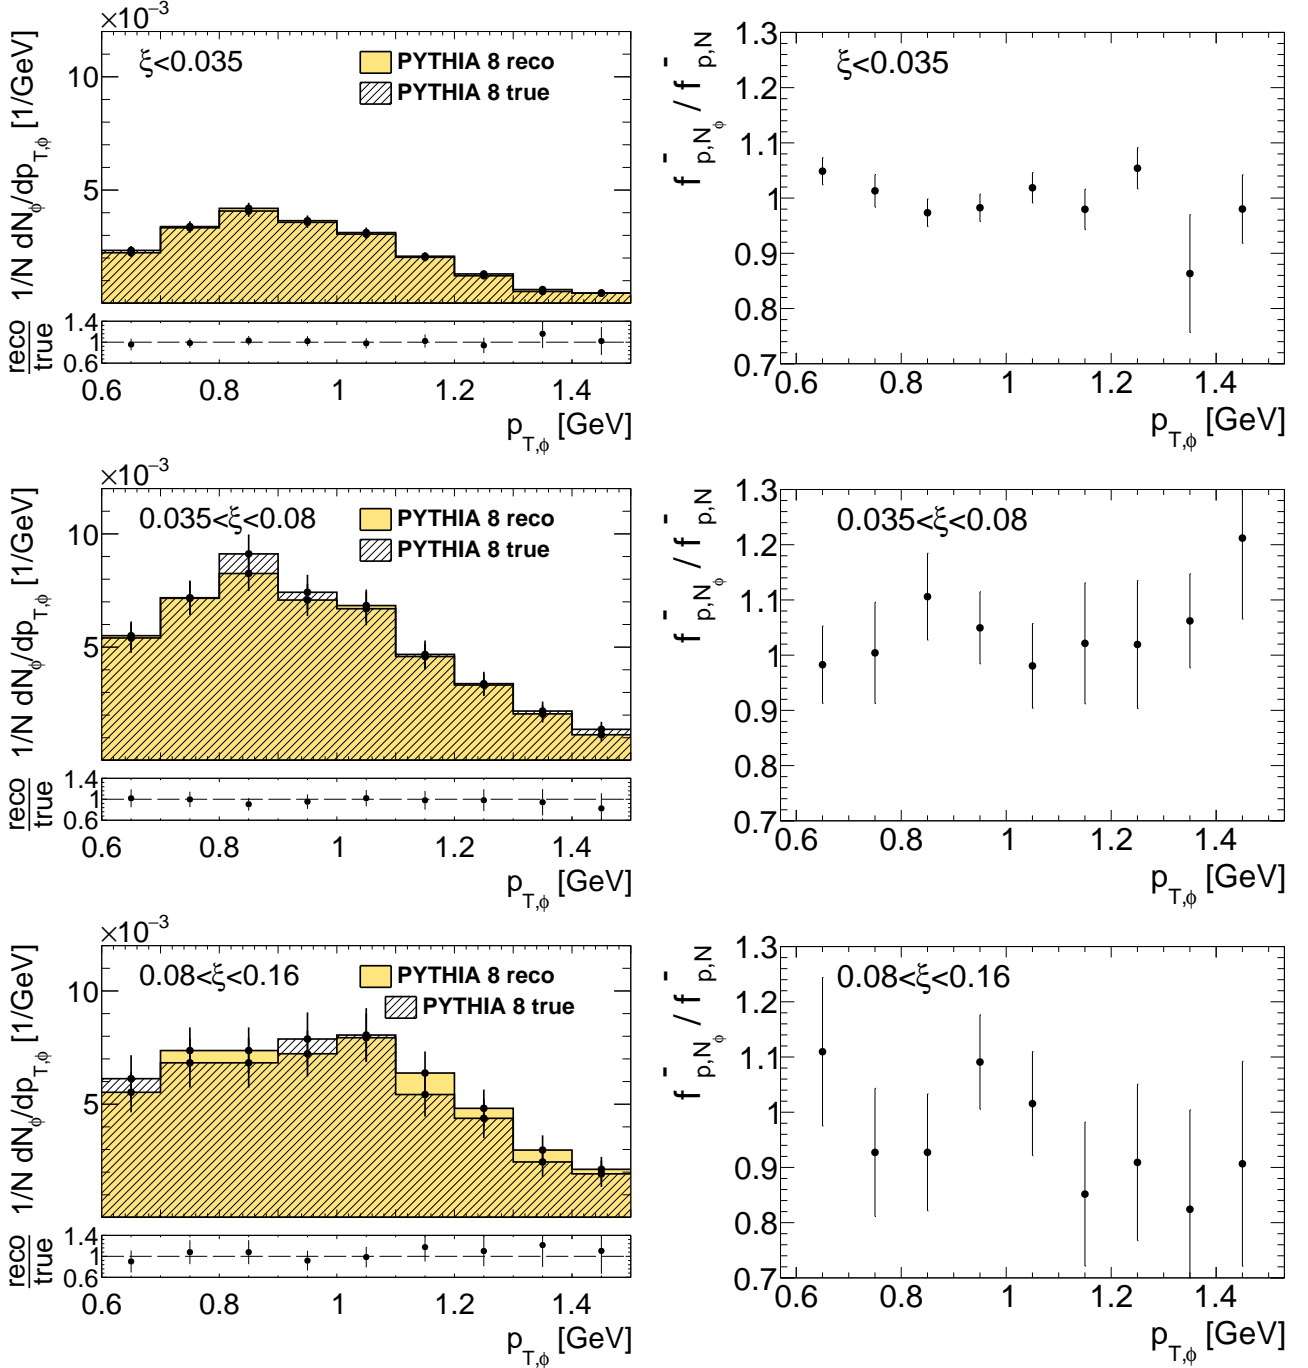 ×10−3
1/N dNϕ/dpT,ϕ [1/GeV]
ξ<0.035
PYTHIA 8 reco
PYTHIA 8 true
10
5
reco
true
1.4
1
0.6
0.6 0.8 1 1.2 1.4
pT,ϕ [GeV]
f̄p,Nϕ / f̄p,N
ξ<0.035
1.3
1.2
1.1
1
0.9
0.8
0.7
0.6 0.8 1 1.2 1.4
pT,ϕ [GeV]
×10−3
1/N dNϕ/dpT,ϕ [1/GeV]
0.035<ξ<0.08
PYTHIA 8 reco
PYTHIA 8 true
10
5
reco
true
1.4
1
0.6
0.6 0.8 1 1.2 1.4
pT,ϕ [GeV]
f̄p,Nϕ / f̄p,N
0.035<ξ<0.08
1.3
1.2
1.1
1
0.9
0.8
0.7
0.6 0.8 1 1.2 1.4
pT,ϕ [GeV]
×10−3
1/N dNϕ/dpT,ϕ [1/GeV]
0.08<ξ<0.16
PYTHIA 8 reco
PYTHIA 8 true
10
5
reco
true
1.4
1
0.6
0.6 0.8 1 1.2 1.4
pT,ϕ [GeV]
f̄p,Nϕ / f̄p,N
0.08<ξ<0.16
1.3
1.2
1.1
1
0.9
0.8
0.7
0.6 0.8 1 1.2 1.4
pT,ϕ [GeV]